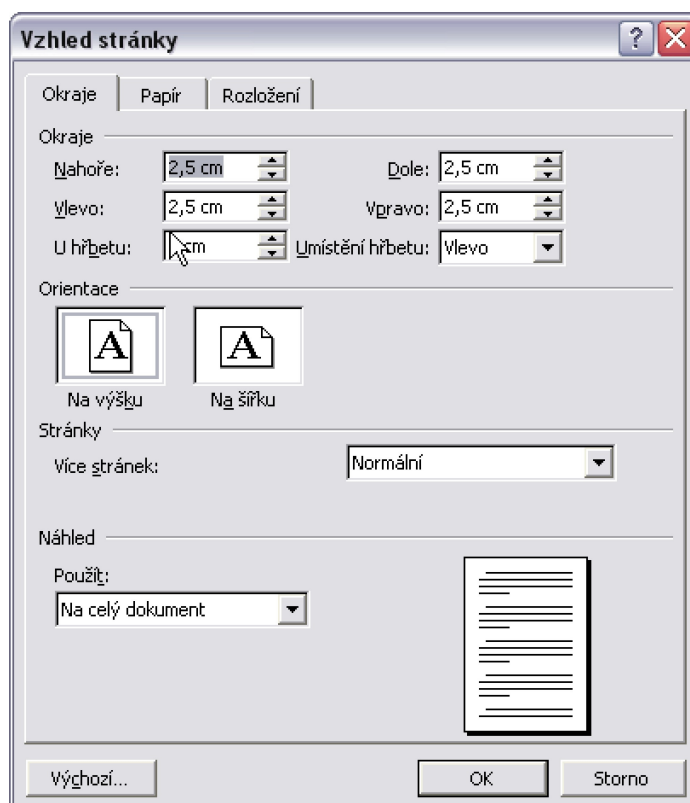 Vzhled stránky
Okraje Papír Rozložení
Okraje
Nahoře: 2,5 cm Dole: 2,5 cm
Vlevo: 2,5 cm Vpravo: 2,5 cm
U hřbetu: cm Umístění hřbetu: Vlevo
Orientace
A A
Na výšku Na šířku
Stránky
Více stránek: Normální
Náhled
Použít:
Na celý dokument
Výchozí... OK Storno